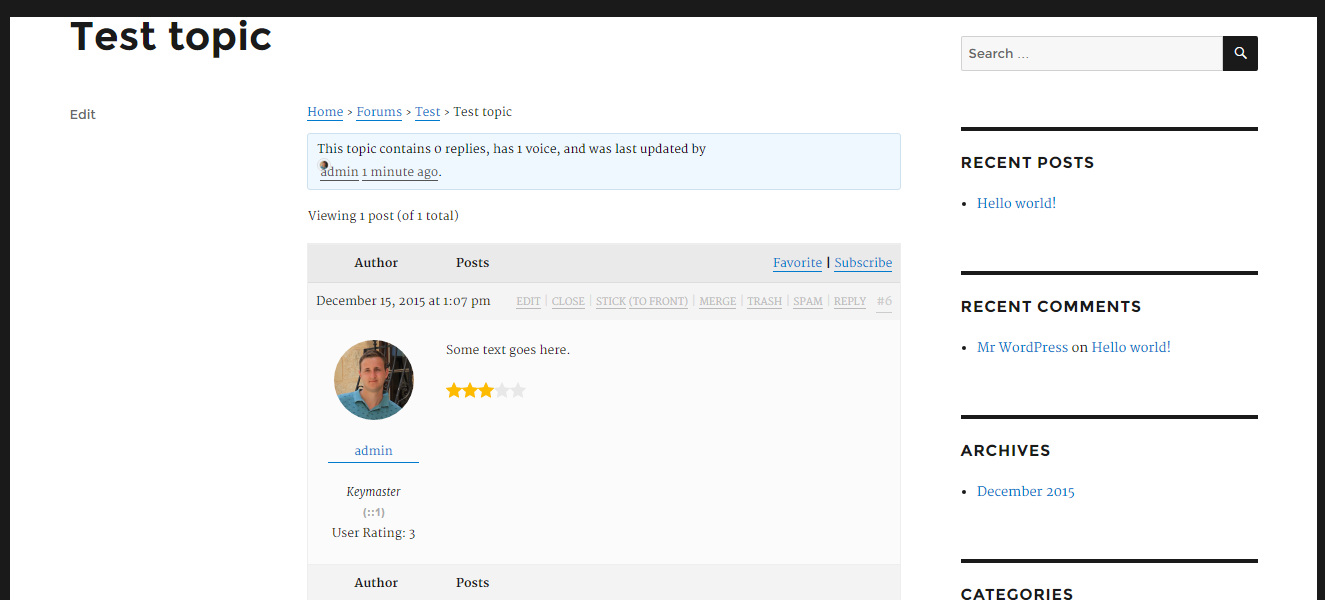 Test topic
Edit
Home > Forums > Test > Test topic
This topic contains 0 replies, has 1 voice, and was last updated by
admin 1 minute ago.
Viewing 1 post (of 1 total)
Author Posts Favorite | Subscribe
December 15, 2015 at 1:07 pm EDIT | CLOSE | STICK (TO FRONT) | MERGE | TRASH | SPAM | REPLY #6
Some text goes here.
admin
Keymaster
(::1)
User Rating: 3
Author Posts
Search …
RECENT POSTS
• Hello world!
RECENT COMMENTS
• Mr WordPress on Hello world!
ARCHIVES
• December 2015
CATEGORIES